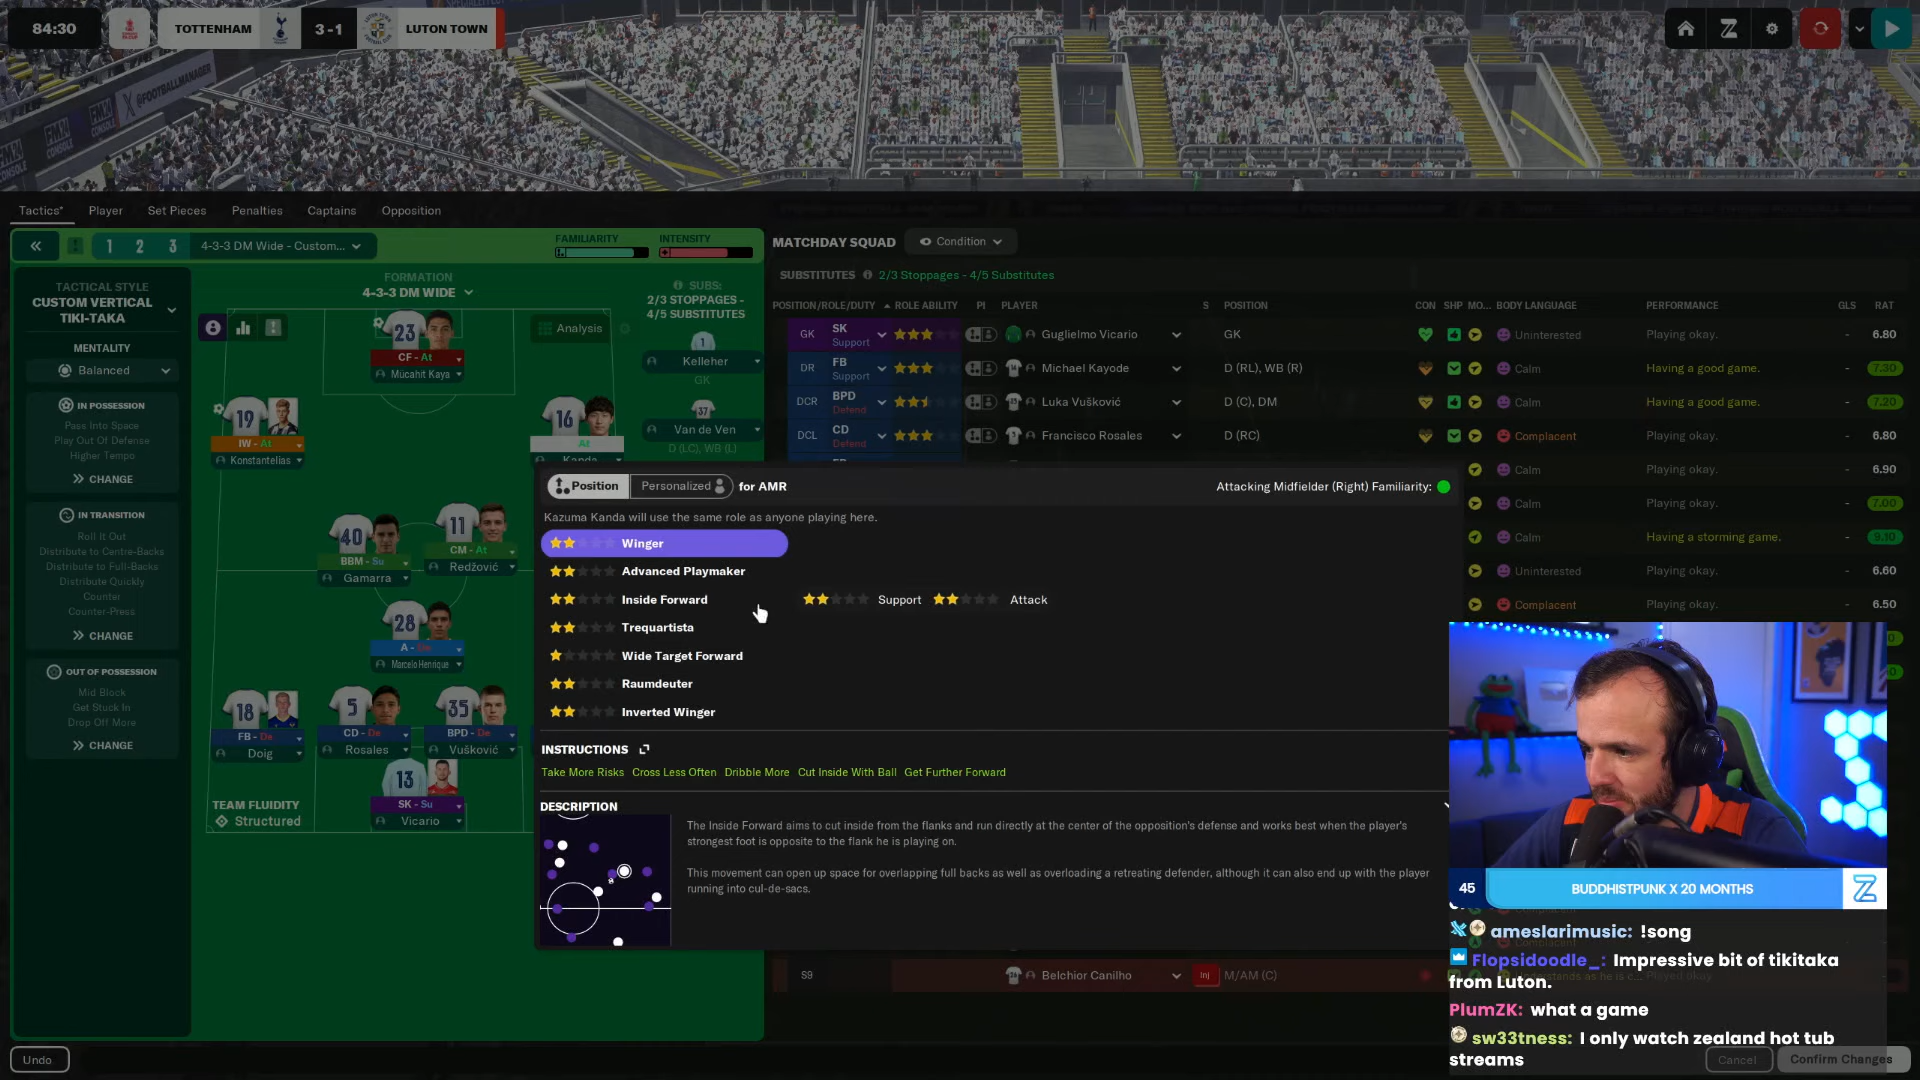 84:30
TOTTENHAM
3 - 1
LUTON TOWN
@FOOTBALLMANAGER
FMK CONSOLE
Tactics*
Player
Set Pieces
Penalties
Captains
Opposition
1 2 3
4-3-3 DM Wide - Custom...
FAMILIARITY
INTENSITY
TACTICAL STYLE
CUSTOM VERTICAL
TIKI-TAKA
MENTALITY
Balanced
IN POSSESSION
Pass Into Space
Play Out Of Defense
Higher Tempo
CHANGE
IN TRANSITION
Roll It Out
Distribute to Centre-Backs
Distribute to Full-Backs
Distribute Quickly
Counter
Counter-Press
CHANGE
OUT OF POSSESSION
Mid Block
Get Stuck In
Drop Off More
CHANGE
FORMATION
4-3-3 DM WIDE
SUBS:
2/3 STOPPAGES -
4/5 SUBSTITUTES
Analysis
1
Kelleher
GK
37
Van de Ven
D (LC), WB (L)
23
CF - At
Mücahit Kaya
19
IW - At
Konstantelias
16
At
Kanda
40
BBM - Su
Gamarra
11
CM - At
Redžović
28
A - De
Marcelo Henrique
18
FB - De
Doig
5
CD - De
Rosales
35
BPD - De
Vušković
13
SK - Su
Vicario
TEAM FLUIDITY
Structured
MATCHDAY SQUAD
Condition
SUBSTITUTES 2/3 Stoppages - 4/5 Substitutes
POSITION/ROLE/DUTY ROLE ABILITY PI PLAYER S POSITION CON SHP MO... BODY LANGUAGE PERFORMANCE GLS RAT
GK SK Support Guglielmo Vicario GK Uninterested Playing okay. - 6.80
DR FB Support Michael Kayode D (RL), WB (R) Calm Having a good game. - 7.30
DCR BPD Defend Luka Vušković D (C), DM Calm Having a good game. - 7.20
DCL CD Defend Francisco Rosales D (RC) Complacent Playing okay. - 6.80
Calm Playing okay. - 6.90
Calm Playing okay. - 7.00
Calm Having a storming game. - 9.10
Uninterested Playing okay. - 6.60
Complacent Playing okay. - 6.50
Position
Personalized
for AMR
Attacking Midfielder (Right) Familiarity:
Kazuma Kanda will use the same role as anyone playing here.
Winger
Advanced Playmaker
Inside Forward Support Attack
Trequartista
Wide Target Forward
Raumdeuter
Inverted Winger
INSTRUCTIONS
Take More Risks Cross Less Often Dribble More Cut Inside With Ball Get Further Forward
DESCRIPTION
The Inside Forward aims to cut inside from the flanks and run directly at the center of the opposition's defense and works best when the player's
strongest foot is opposite to the flank he is playing on.
This movement can open up space for overlapping full backs as well as overloading a retreating defender, although it can also end up with the player
running into cul-de-sacs.
S9 Belchior Canilho Inj M/AM (C)
45
BUDDHISTPUNK X 20 MONTHS
Z
ameslarimusic: !song
Flopsidoodle_: Impressive bit of tikitaka
from Luton.
PlumZK: what a game
sw33tness: I only watch zealand hot tub
streams
Undo
Cancel
Confirm Changes